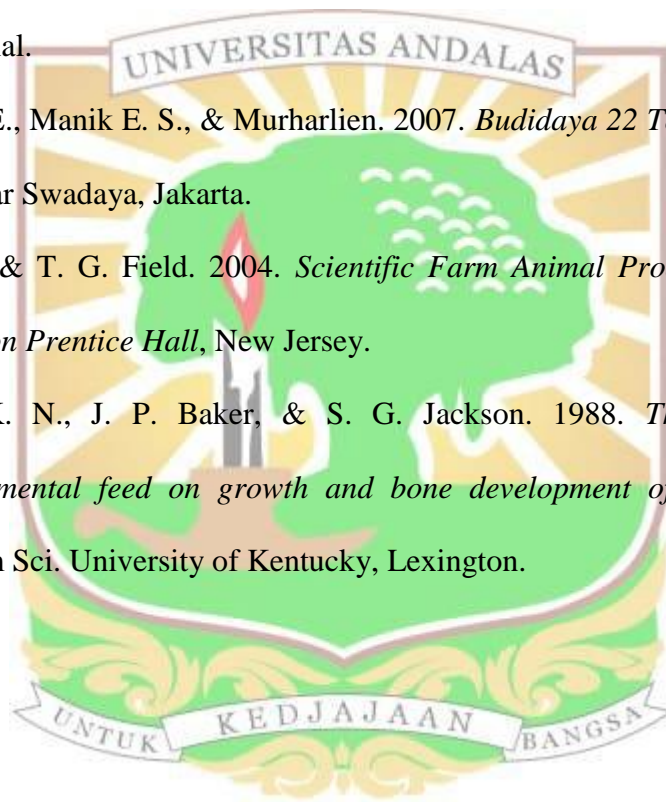 al.
UNIVERSITAS ANDALAS
E., Manik E. S., & Murharlien. 2007. Budidaya 22 T
ar Swadaya, Jakarta.
& T. G. Field. 2004. Scientific Farm Animal Pro
on Prentice Hall, New Jersey.
K. N., J. P. Baker, & S. G. Jackson. 1988. Th
mental feed on growth and bone development of
n Sci. University of Kentucky, Lexington.
UNTUK KEDJAJAAN BANGSA